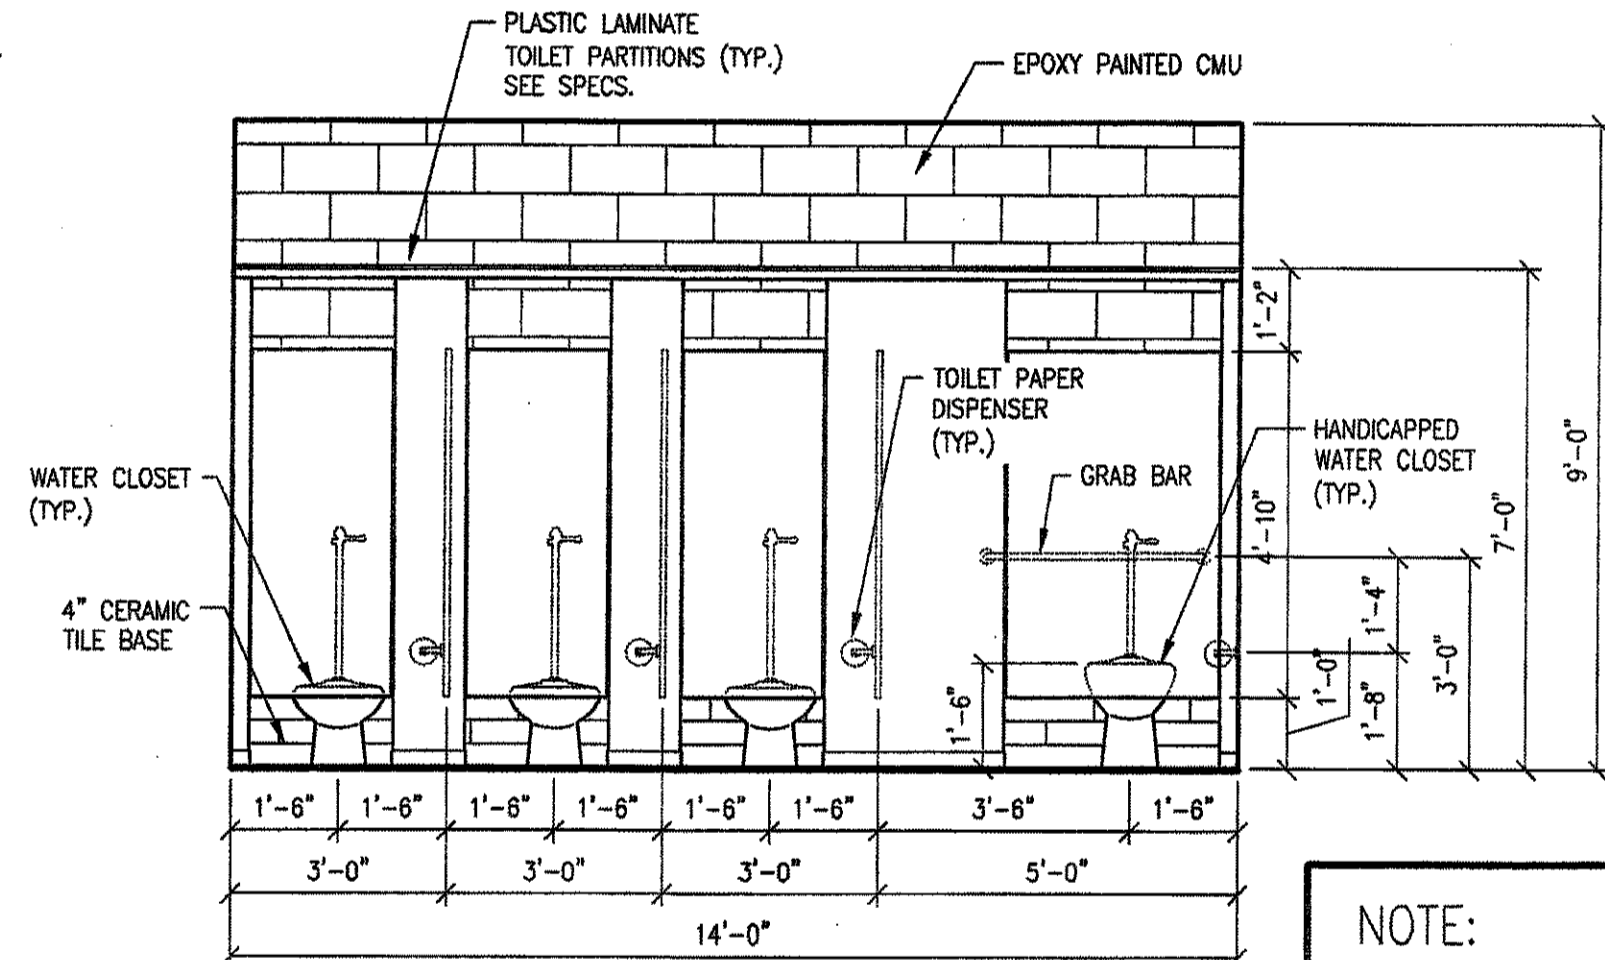 PLASTIC LAMINATE
TOILET PARTITIONS (TYP.)
SEE SPECS.
EPOXY PAINTED CMU
TOILET PAPER
DISPENSER
(TYP.)
HANDICAPPED
WATER CLOSET
(TYP.)
GRAB BAR
WATER CLOSET
(TYP.)
4" CERAMIC
TILE BASE
1'-2"
4'-10"
1'-0"
1'-4"
1'-8"
3'-0"
7'-0"
9'-0"
1'-6"
1'-6" 1'-6" 1'-6" 1'-6" 1'-6" 1'-6" 3'-6" 1'-6"
3'-0" 3'-0" 3'-0" 5'-0"
14'-0"
NOTE: